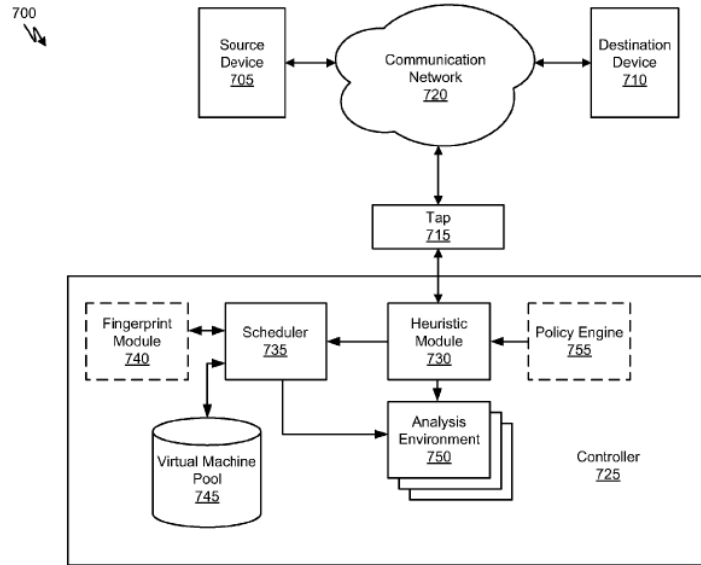 700
Source
Device
705
Communication
Network
720
Destination
Device
710
Tap
715
Fingerprint
Module
740
Scheduler
735
Heuristic
Module
730
Policy Engine
755
Virtual Machine
Pool
745
Analysis
Environment
750
Controller
725